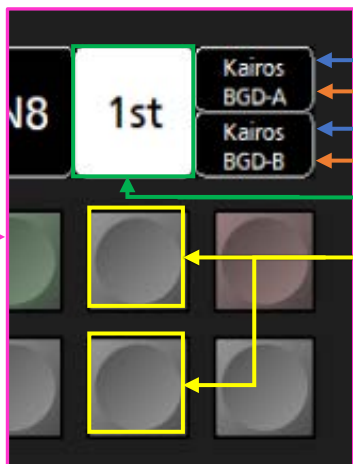 N8
1st
Kairos
BGD-A
Kairos
BGD-B